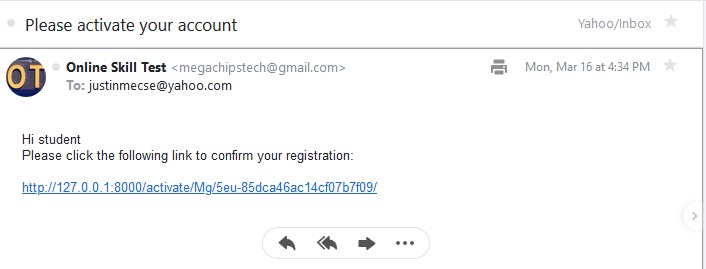 Please activate your account
Yahoo/Inbox
OT
Online Skill Test <megachipstech@gmail.com>
Mon, Mar 16 at 4:34 PM
To: justinmecse@yahoo.com
Hi student
Please click the following link to confirm your registration:
http://127.0.0.1:8000/activate/Mg/5eu-85dca46ac14cf07b7f09/